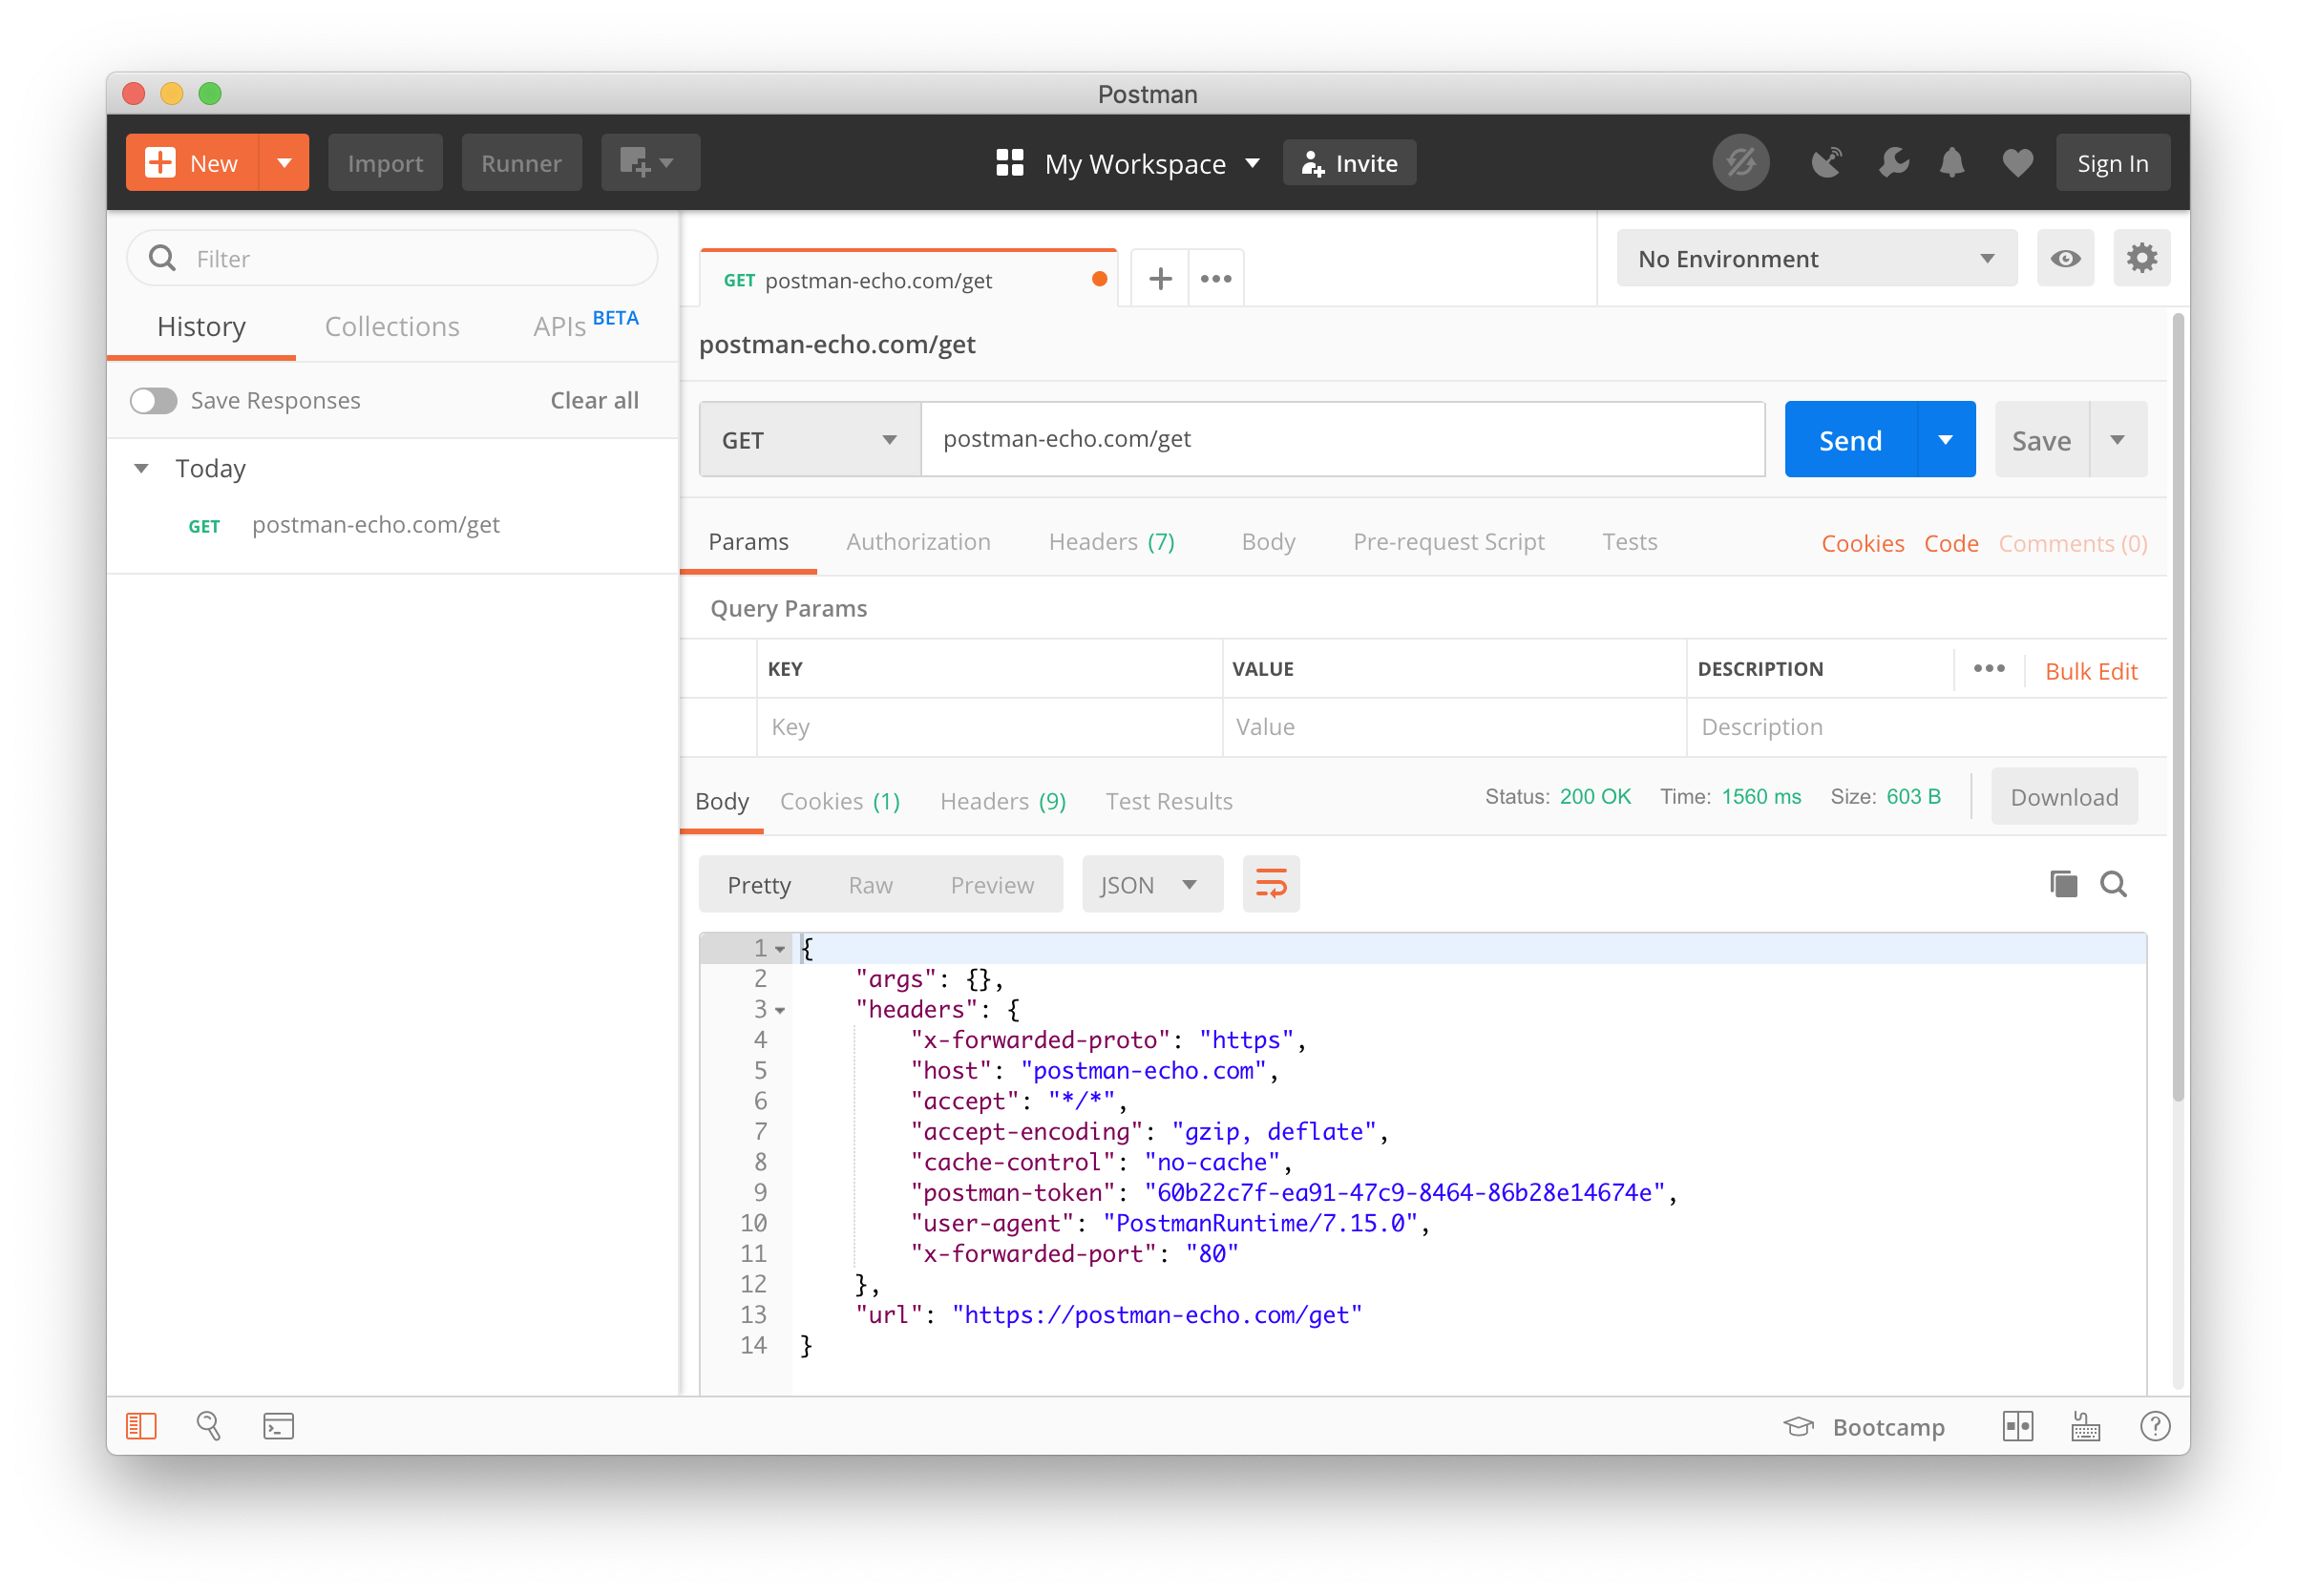 Postman
New Import Runner My Workspace Invite Sign In
Filter
History Collections APIs BETA
Save Responses Clear all
Today
GET postman-echo.com/get
GET postman-echo.com/get
No Environment
postman-echo.com/get
GET postman-echo.com/get Send Save
Params Authorization Headers (7) Body Pre-request Script Tests Cookies Code Comments (0)
Query Params
KEY VALUE DESCRIPTION Bulk Edit
Key Value Description
Body Cookies (1) Headers (9) Test Results Status: 200 OK Time: 1560 ms Size: 603 B Download
Pretty Raw Preview JSON
1 {
2 "args": {},
3 "headers": {
4 "x-forwarded-proto": "https",
5 "host": "postman-echo.com",
6 "accept": "*/*",
7 "accept-encoding": "gzip, deflate",
8 "cache-control": "no-cache",
9 "postman-token": "60b22c7f-ea91-47c9-8464-86b28e14674e",
10 "user-agent": "PostmanRuntime/7.15.0",
11 "x-forwarded-port": "80"
12 },
13 "url": "https://postman-echo.com/get"
14 }
Bootcamp